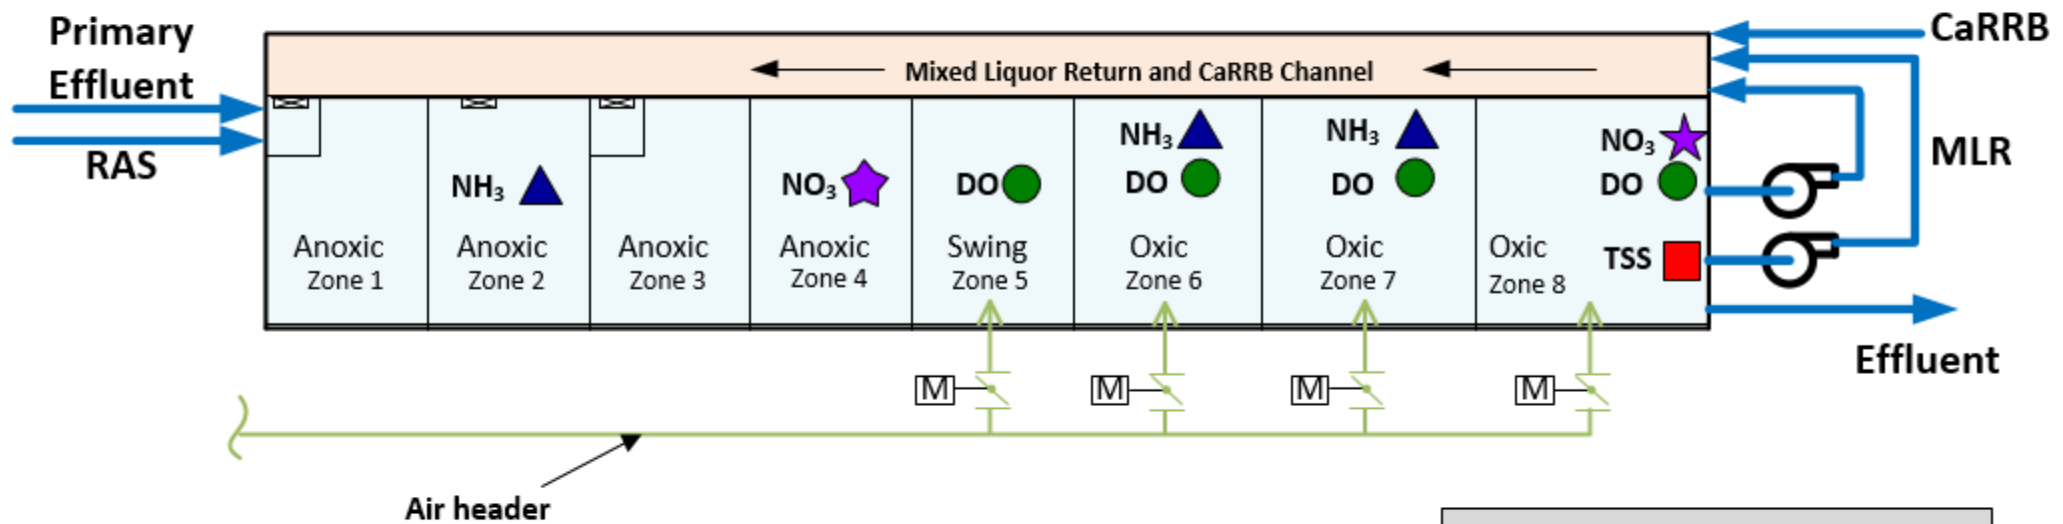 Primary
Effluent
RAS
CaRRB
MLR
Mixed Liquor Return and CaRRB Channel
NH₃
NO₃
DO
NH₃
DO
NH₃
DO
NO₃
DO
TSS
Anoxic
Zone 1
Anoxic
Zone 2
Anoxic
Zone 3
Anoxic
Zone 4
Swing
Zone 5
Oxic
Zone 6
Oxic
Zone 7
Oxic
Zone 8
Effluent
M
M
M
M
Air header